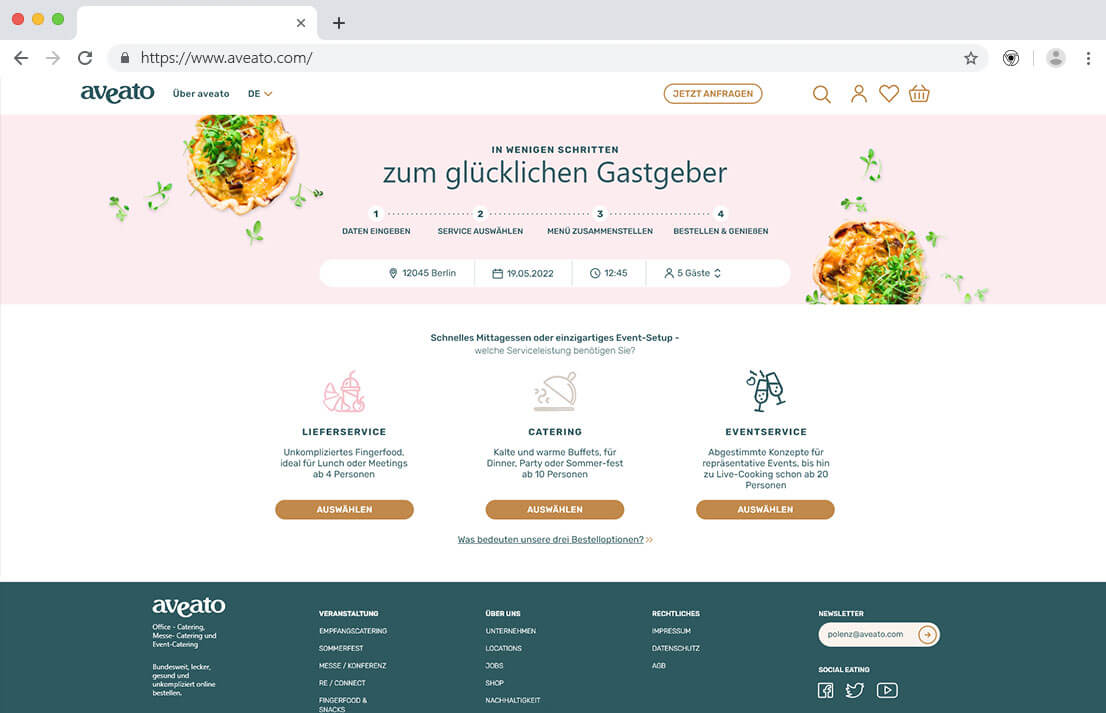 https://www.aveato.com/
aveato
Über aveato
DE
JETZT ANFRAGEN
IN WENIGEN SCHRITTEN
zum glücklichen Gastgeber
1 2 3 4
DATEN EINGEBEN SERVICE AUSWÄHLEN MENÜ ZUSAMMENSTELLEN BESTELLEN & GENIEßEN
12045 Berlin 19.05.2022 12:45 5 Gäste
Schnelles Mittagessen oder einzigartiges Event-Setup -
welche Serviceleistung benötigen Sie?
LIEFERSERVICE
Unkompliziertes Fingerfood,
ideal für Lunch oder Meetings
ab 4 Personen
AUSWÄHLEN
CATERING
Kalte und warme Buffets, für
Dinner, Party oder Sommer-fest
ab 10 Personen
AUSWÄHLEN
EVENTSERVICE
Abgestimmte Konzepte für
repräsentative Events, bis hin
zu Live-Cooking schon ab 20
Personen
AUSWÄHLEN
Was bedeuten unsere drei Bestelloptionen? »
aveato
Office - Catering,
Messe- Catering und
Event-Catering
Bundesweit, lecker,
gesund und
unkompliziert online
bestellen.
VERANSTALTUNG
EMPFANGSCATERING
SOMMERFEST
MESSE / KONFERENZ
RE / CONNECT
FINGERFOOD &
SNACKS
ÜBER UNS
UNTERNEHMEN
LOCATIONS
JOBS
SHOP
NACHHALTIGKEIT
RECHTLICHES
IMPRESSUM
DATENSCHUTZ
AGB
NEWSLETTER
polenz@aveato.com
SOCIAL EATING